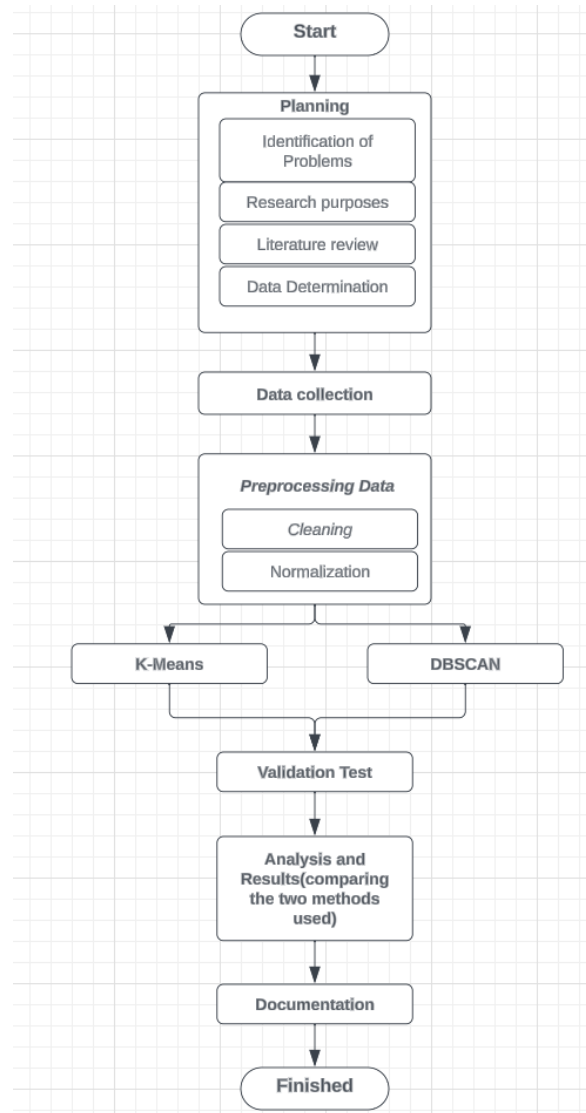 Start
Planning
Identification of
Problems
Research purposes
Literature review
Data Determination
Data collection
Preprocessing Data
Cleaning
Normalization
K-Means
DBSCAN
Validation Test
Analysis and
Results(comparing
the two methods
used)
Documentation
Finished